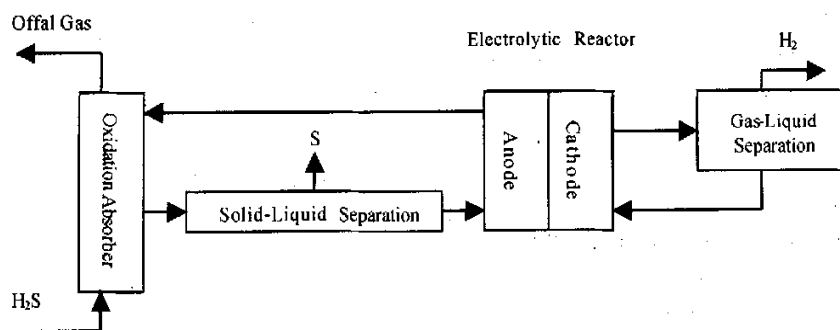 Offal Gas
Electrolytic Reactor
H₂
Oxidation Absorber
S
Solid-Liquid Separation
Anode
Cathode
Gas-Liquid
Separation
H₂S